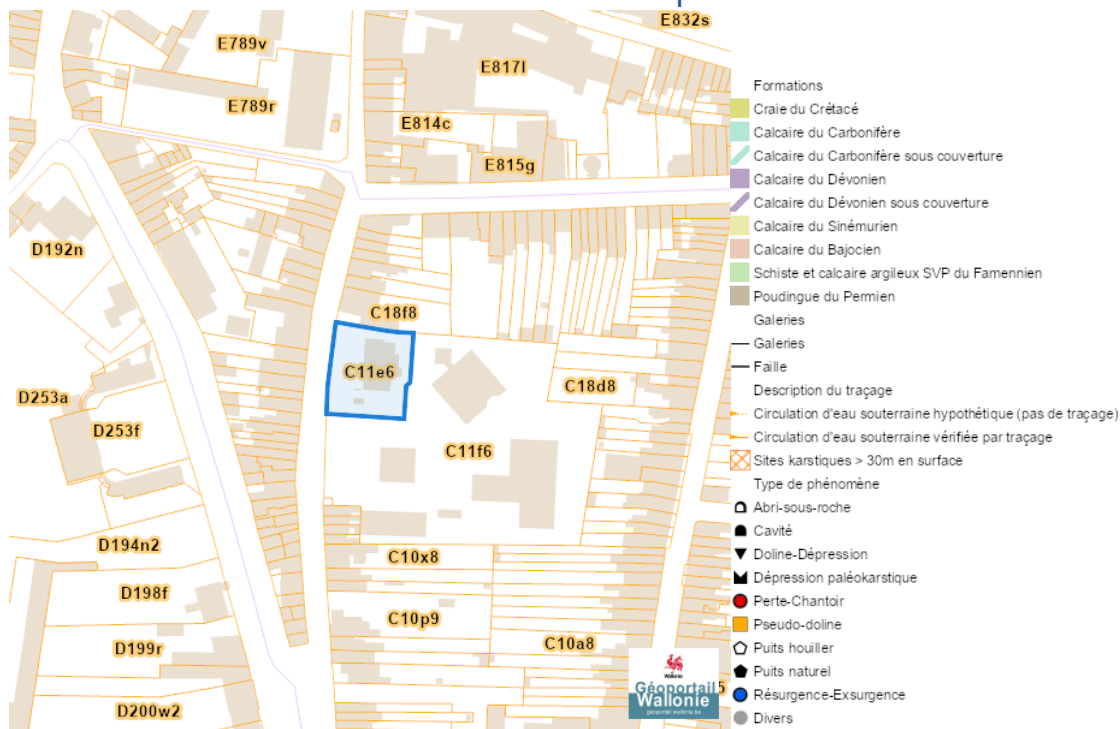 E832s
E789v
E817l
E789r
E814c
E815g
D192n
C18f8
C11e6
C18d8
D253a
D253f
C11f6
D194n2
C10x8
D198f
C10p9
D199r
C10a8
D200w2
5
Wallonie
Géoportail
Wallonie
geoportail.wallonie.be
Formations
Craie du Crétacé
Calcaire du Carbonifère
Calcaire du Carbonifère sous couverture
Calcaire du Dévonien
Calcaire du Dévonien sous couverture
Calcaire du Sinémurien
Calcaire du Bajocien
Schiste et calcaire argileux SVP du Famennien
Poudingue du Permien
Galeries
Galeries
Faille
Description du traçage
Circulation d'eau souterraine hypothétique (pas de traçage)
Circulation d'eau souterraine vérifiée par traçage
Sites karstiques > 30m en surface
Type de phénomène
Abri-sous-roche
Cavité
Doline-Dépression
Dépression paléokarstique
Perte-Chantoir
Pseudo-doline
Puits houiller
Puits naturel
Résurgence-Exsurgence
Divers